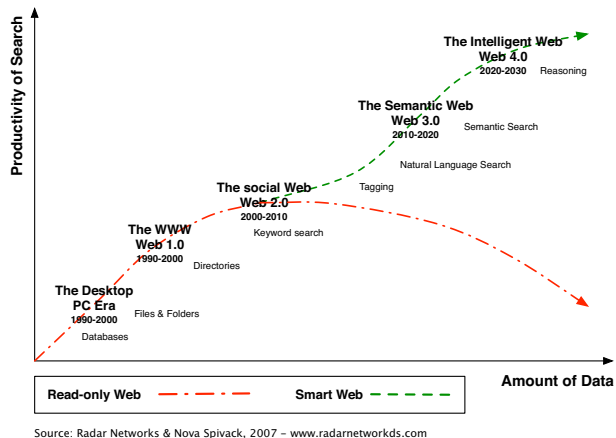 Productivity of Search
The Intelligent Web
Web 4.0
2020-2030
Reasoning
The Semantic Web
Web 3.0
2010-2020
Semantic Search
Natural Language Search
Tagging
The social Web
Web 2.0
2000-2010
Keyword search
The WWW
Web 1.0
1990-2000
Directories
The Desktop
PC Era
1990-2000
Files & Folders
Databases
Amount of Data
Read-only Web
Smart Web
Source: Radar Networks & Nova Spivack, 2007 – www.radarnetworkds.com